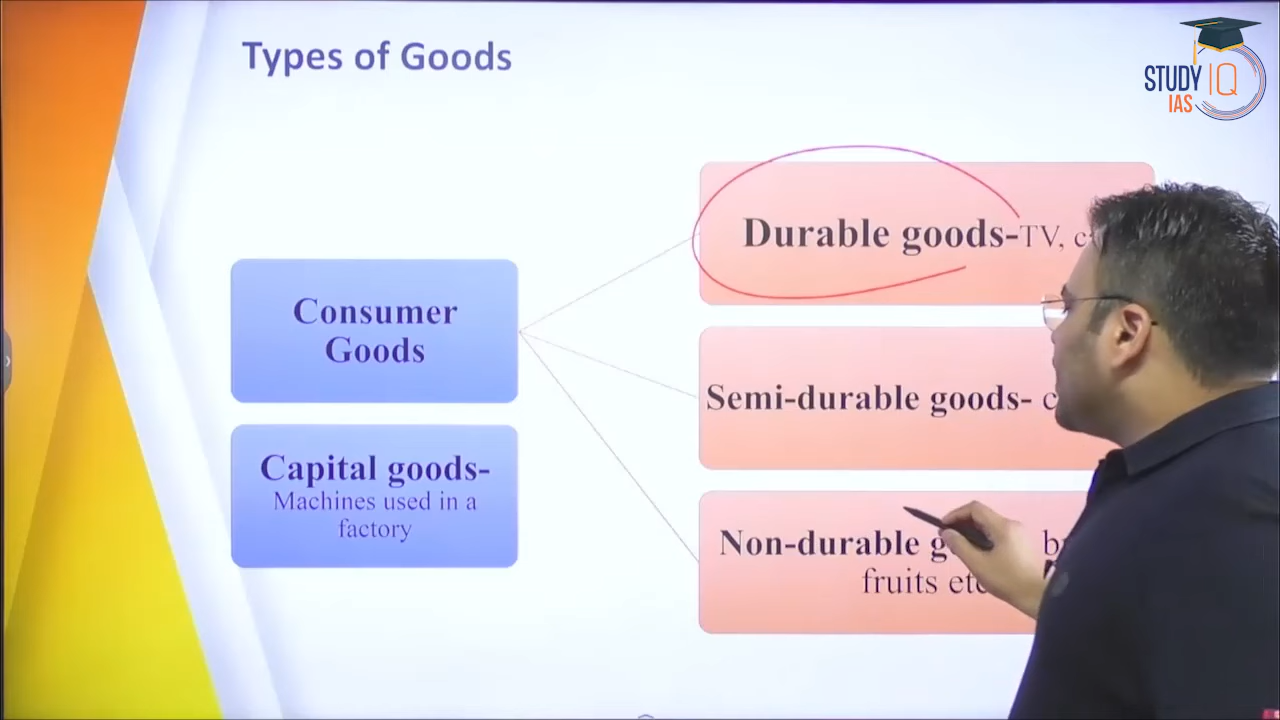 Types of Goods
STUDY IQ
IAS
Consumer
Goods
Capital goods-
Machines used in a
factory
Durable goods-TV,
Semi-durable goods-
Non-durable
fruits